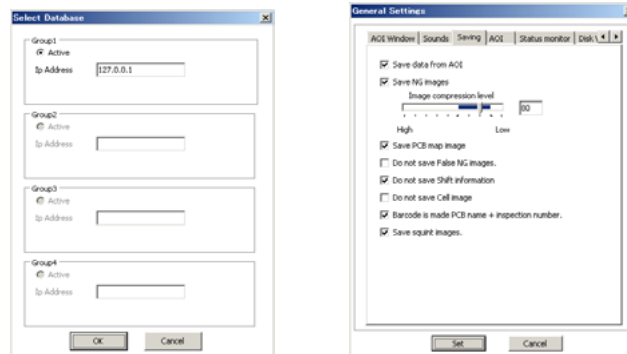 Select Database
Group1
Active
Ip Address
127.0.0.1
Group2
Active
Ip Address
Group3
Active
Ip Address
Group4
Active
Ip Address
OK
Cancel
General Settings
AOI Window Sounds Saving AOI Status monitor Disk
Save data from AOI
Save NG images
Image compression level
80
High Low
Save PCB map image
Do not save False NG images.
Do not save Shift information
Do not save Cell image
Barcode is made PCB name + inspection number.
Save squint images.
Set
Cancel